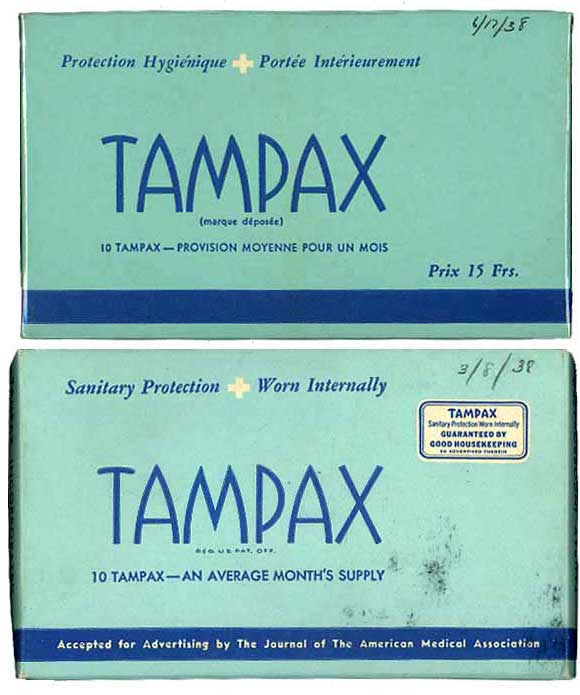 6/17/38
Protection Hygiénique + Portée Intérieurement
TAMPAX
(marque déposée)
10 TAMPAX—PROVISION MOYENNE POUR UN MOIS
Prix 15 Frs.
3/8/38
Sanitary Protection + Worn Internally
TAMPAX
Sanitary Protection Worn Internally
GUARANTEED BY
GOOD HOUSEKEEPING
AS ADVERTISED THEREIN
TAMPAX
REG. U.S. PAT. OFF.
10 TAMPAX—AN AVERAGE MONTH'S SUPPLY
Accepted for Advertising by The Journal of The American Medical Association